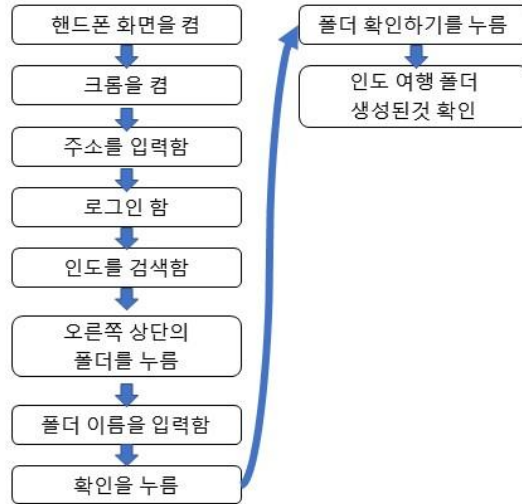 핸드폰 화면을 켬
크롬을 켬
주소를 입력함
로그인 함
인도를 검색함
오른쪽 상단의
폴더를 누름
폴더 이름을 입력함
확인을 누름
폴더 확인하기를 누름
인도 여행 폴더
생성된것 확인